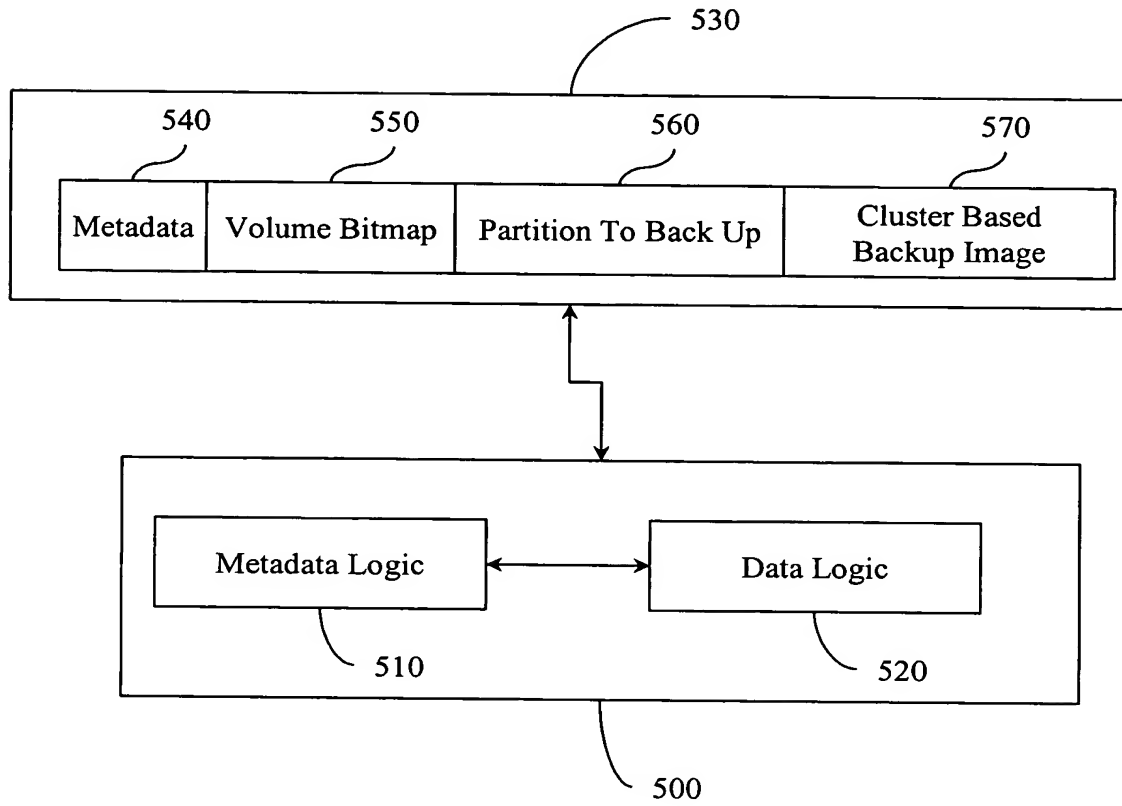 530
540 550 560 570
Metadata Volume Bitmap Partition To Back Up Cluster Based
Backup Image
Metadata Logic Data Logic
510 520
500